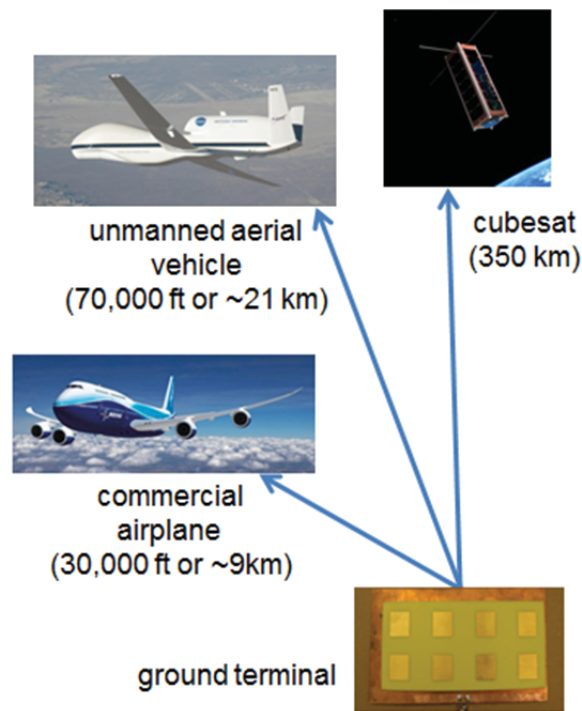 unmanned aerial
vehicle
(70,000 ft or ~21 km)
cubesat
(350 km)
commercial
airplane
(30,000 ft or ~9km)
ground terminal